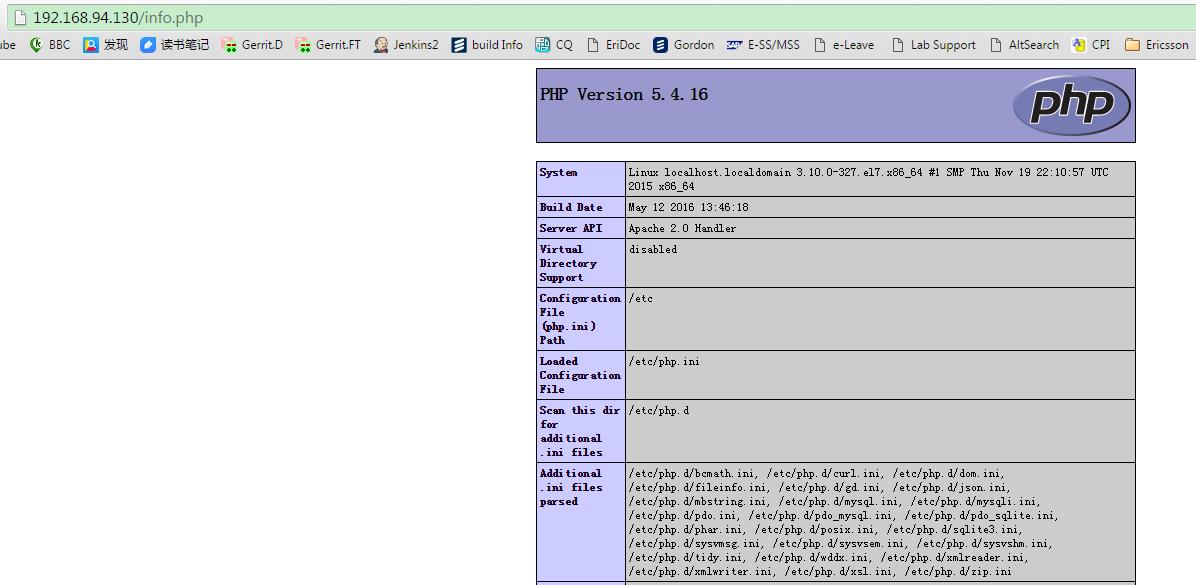 192.168.94.130/info.php
be BBC 发现 读书笔记 Gerrit.D Gerrit.FT Jenkins2 build Info CQ EriDoc Gordon E-SS/MSS e-Leave Lab Support AltSearch CPI Ericsson
PHP Version 5.4.16
php
System
Linux localhost.localdomain 3.10.0-327.el7.x86_64 #1 SMP Thu Nov 19 22:10:57 UTC
2015 x86_64
Build Date
May 12 2016 13:46:18
Server API
Apache 2.0 Handler
Virtual
Directory
Support
disabled
Configuration
File
(php.ini)
Path
/etc
Loaded
Configuration
File
/etc/php.ini
Scan this dir
for
additional
.ini files
/etc/php.d
Additional
.ini files
parsed
/etc/php.d/bcmath.ini, /etc/php.d/curl.ini, /etc/php.d/dom.ini,
/etc/php.d/fileinfo.ini, /etc/php.d/gd.ini, /etc/php.d/json.ini,
/etc/php.d/mbstring.ini, /etc/php.d/mysql.ini, /etc/php.d/mysqli.ini,
/etc/php.d/pdo.ini, /etc/php.d/pdo_mysql.ini, /etc/php.d/pdo_sqlite.ini,
/etc/php.d/phar.ini, /etc/php.d/posix.ini, /etc/php.d/sqlite3.ini,
/etc/php.d/sysvmsg.ini, /etc/php.d/sysvsem.ini, /etc/php.d/sysvshm.ini,
/etc/php.d/tidy.ini, /etc/php.d/wddx.ini, /etc/php.d/xmlreader.ini,
/etc/php.d/xmlwriter.ini, /etc/php.d/xsl.ini, /etc/php.d/zip.ini